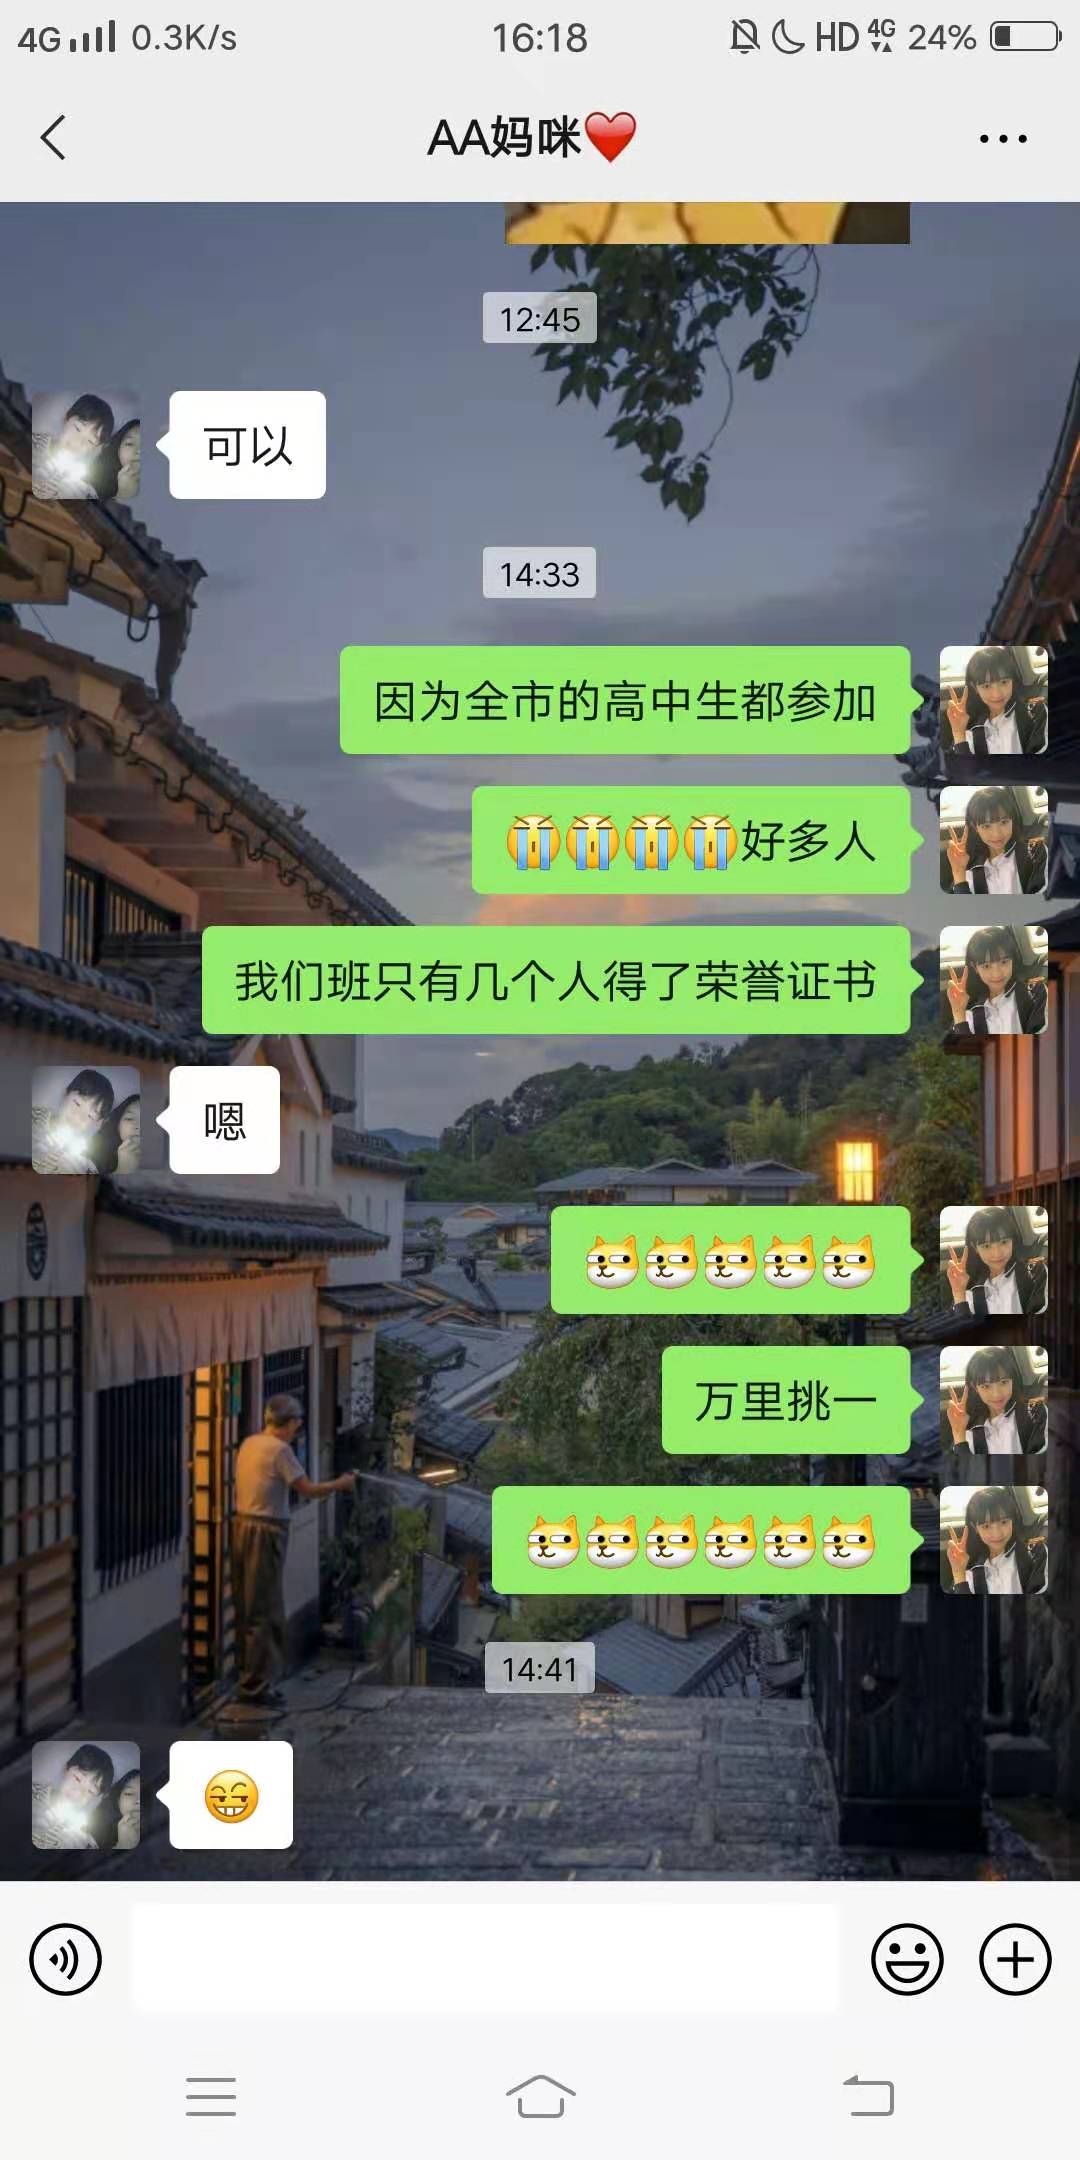 4G 0.3K/s 16:18 HD 4G 24%
AA妈咪❤️
12:45
可以
14:33
因为全市的高中生都参加
😭😭😭😭好多人
我们班只有几个人得了荣誉证书
嗯
万里挑一
14:41